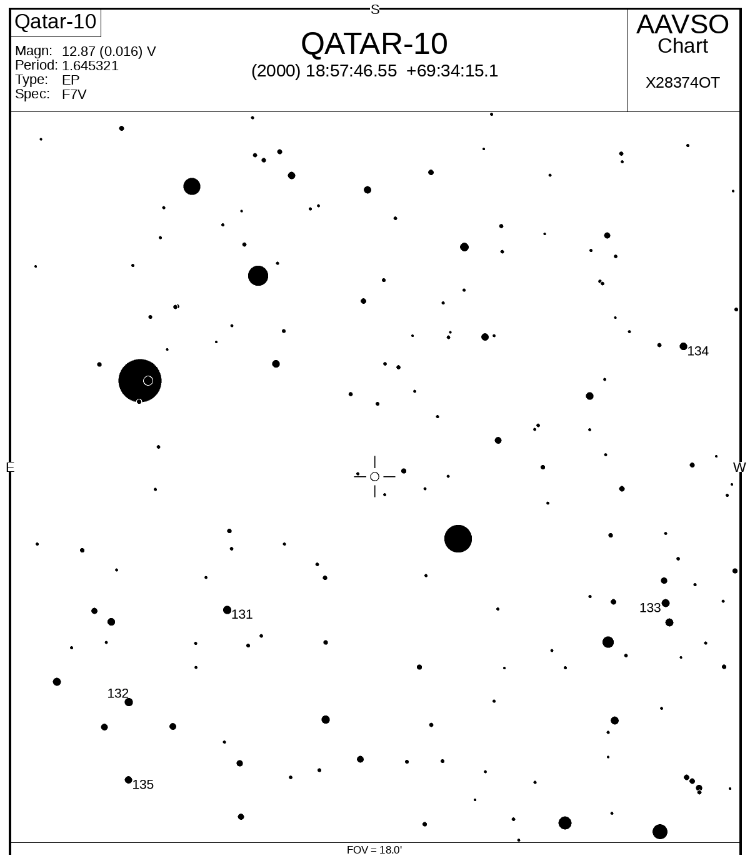 S
Qatar-10
Magn: 12.87 (0.016) V
Period: 1.645321
Type: EP
Spec: F7V
QATAR-10
(2000) 18:57:46.55 +69:34:15.1
AAVSO
Chart
X28374OT
134
E
W
131
133
132
135
FOV = 18.0'